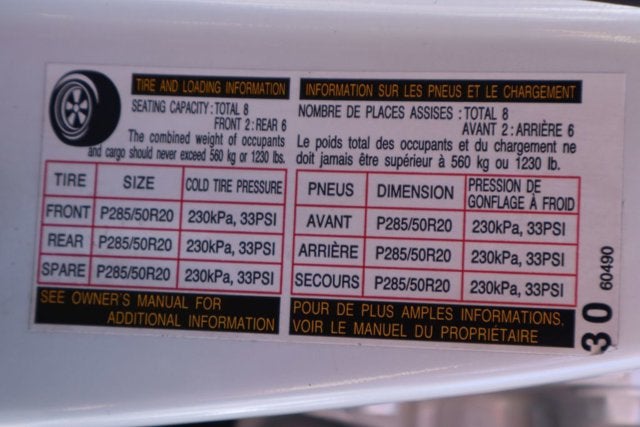 TIRE AND LOADING INFORMATION
SEATING CAPACITY : TOTAL 8
FRONT 2 : REAR 6
The combined weight of occupants
and cargo should never exceed 560 kg or 1230 lbs.
TIRE SIZE COLD TIRE PRESSURE
FRONT P285/50R20 230kPa, 33PSI
REAR P285/50R20 230kPa, 33PSI
SPARE P285/50R20 230kPa, 33PSI
SEE OWNER'S MANUAL FOR
ADDITIONAL INFORMATION
INFORMATION SUR LES PNEUS ET LE CHARGEMENT
NOMBRE DE PLACES ASSISES : TOTAL 8
AVANT 2 : ARRIÈRE 6
Le poids total des occupants et du chargement ne
doit jamais être supérieur à 560 kg ou 1230 lb.
PNEUS DIMENSION PRESSION DE
GONFLAGE À FROID
AVANT P285/50R20 230kPa, 33PSI
ARRIÈRE P285/50R20 230kPa, 33PSI
SECOURS P285/50R20 230kPa, 33PSI
POUR DE PLUS AMPLES INFORMATIONS,
VOIR LE MANUEL DU PROPRIÉTAIRE
30
60490